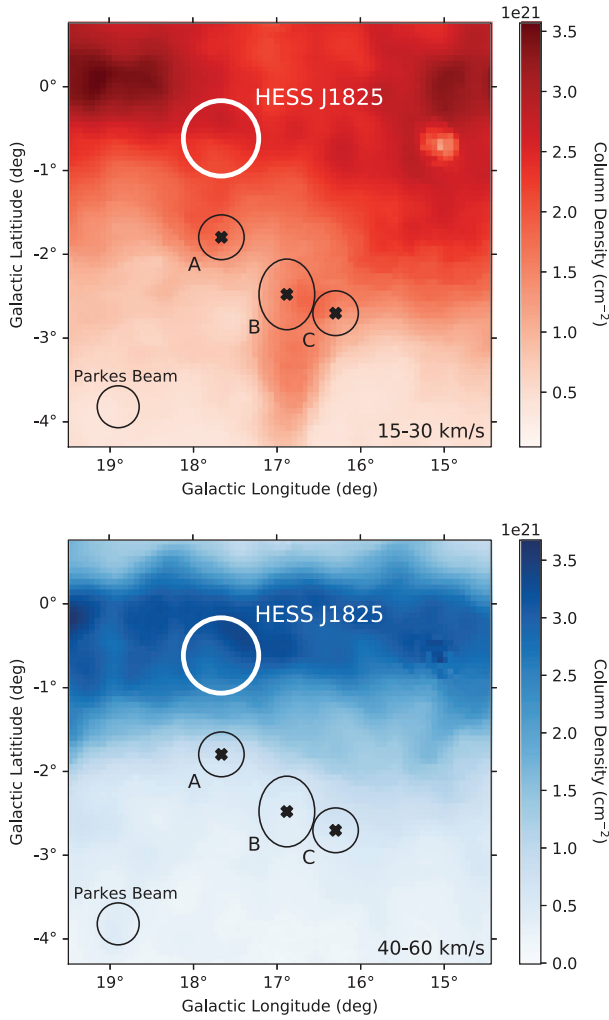 1e21
HESS J1825
A
B
C
Parkes Beam
15-30 km/s
0°
-1°
-2°
-3°
-4°
Galactic Latitiude (deg)
19°
18°
17°
16°
15°
Galactic Longitude (deg)
3.5
3.0
2.5
2.0
1.5
1.0
0.5
Column Density (cm⁻²)
1e21
HESS J1825
A
B
C
Parkes Beam
40-60 km/s
0°
-1°
-2°
-3°
-4°
Galactic Latitiude (deg)
19°
18°
17°
16°
15°
Galactic Longitude (deg)
3.5
3.0
2.5
2.0
1.5
1.0
0.5
0.0
Column Density (cm⁻²)